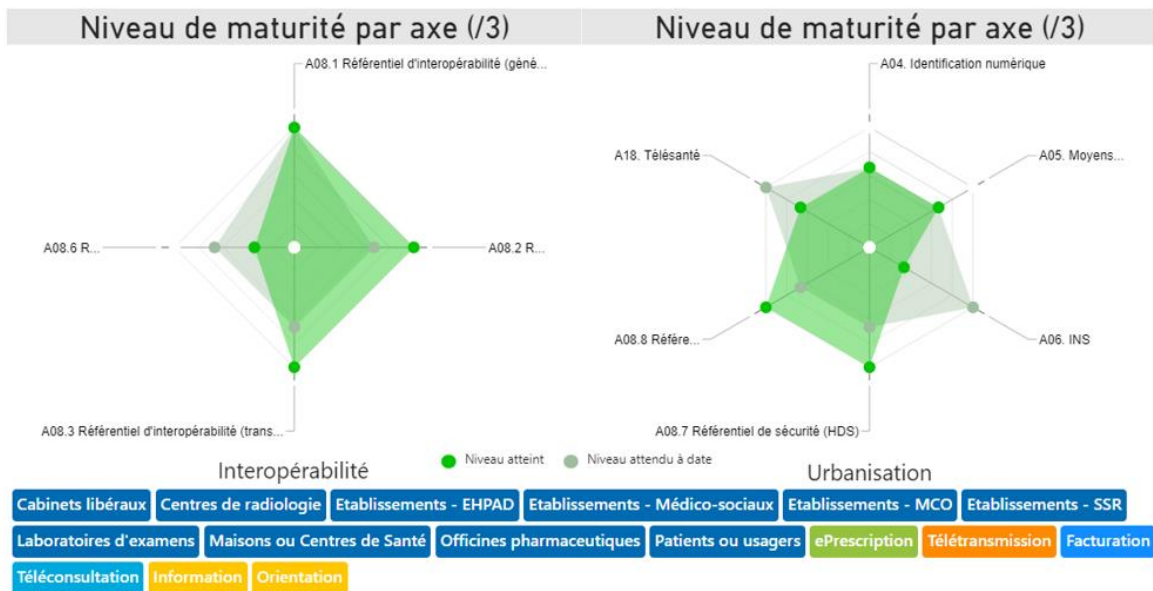 Niveau de maturité par axe (/3)
Niveau de maturité par axe (/3)
A08.1 Référentiel d'interopérabilité (géné...
A08.6 R...
A08.2 R...
A08.3 Référentiel d'interopérabilité (trans...
A04. Identification numérique
A18. Télésanté
A05. Moyens...
A08.8 Référe...
A06. INS
A08.7 Référentiel de sécurité (HDS)
Interopérabilité
Niveau atteint
Niveau attendu à date
Urbanisation
Cabinets libéraux
Centres de radiologie
Etablissements - EHPAD
Etablissements - Médico-sociaux
Etablissements - MCO
Etablissements - SSR
Laboratoires d'examens
Maisons ou Centres de Santé
Officines pharmaceutiques
Patients ou usagers
ePrescription
Télétransmission
Facturation
Téléconsultation
Information
Orientation